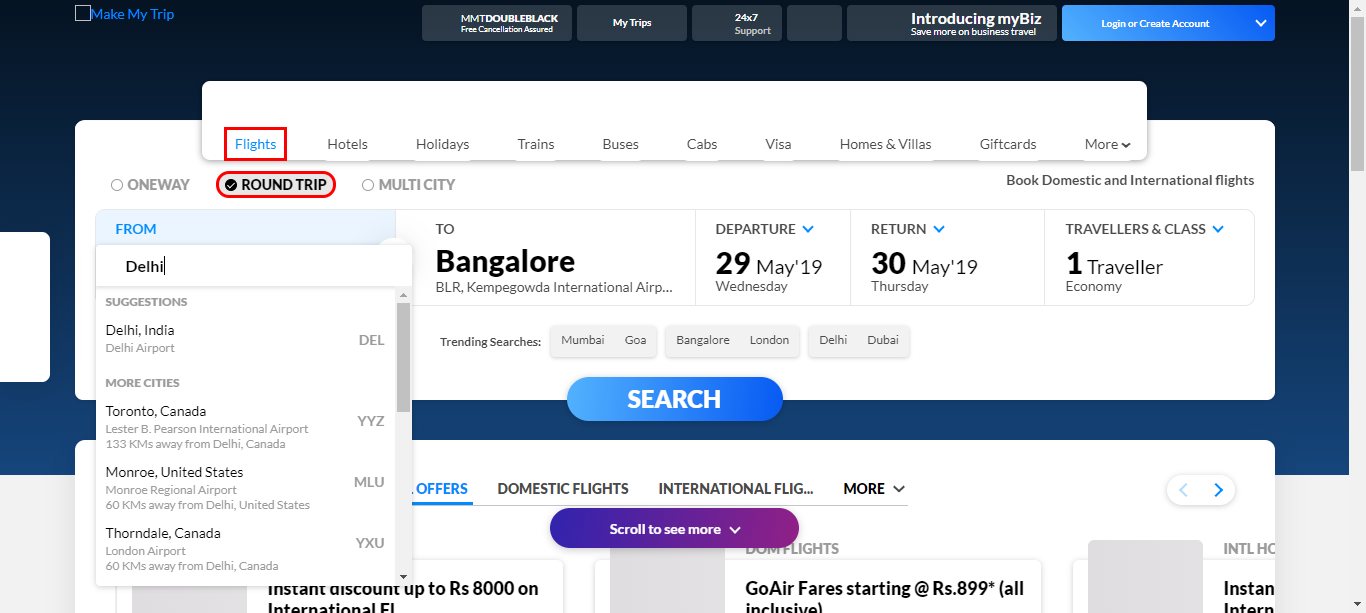 Make My Trip
MMTDOUBLEBLACK
Free Cancellation Assured
My Trips
24x7
Support
Introducing myBiz
Save more on business travel
Login or Create Account
Flights
Hotels
Holidays
Trains
Buses
Cabs
Visa
Homes & Villas
Giftcards
More
ONEWAY
ROUND TRIP
MULTI CITY
Book Domestic and International flights
FROM
Delhi
SUGGESTIONS
Delhi, India
Delhi Airport
DEL
MORE CITIES
Toronto, Canada
Lester B. Pearson International Airport
133 KMs away from Delhi, Canada
YYZ
Monroe, United States
Monroe Regional Airport
60 KMs away from Delhi, United States
MLU
Thorndale, Canada
London Airport
60 KMs away from Delhi, Canada
YXU
TO
Bangalore
BLR, Kempegowda International Airp...
DEPARTURE
29 May'19
Wednesday
RETURN
30 May'19
Thursday
TRAVELLERS & CLASS
1 Traveller
Economy
Trending Searches:
Mumbai Goa
Bangalore London
Delhi Dubai
SEARCH
OFFERS
DOMESTIC FLIGHTS
INTERNATIONAL FLIG...
MORE
Scroll to see more
DOM FLIGHTS
INTL HO
Instant discount up to Rs 8000 on
International Fl
GoAir Fares starting @ Rs.899* (all
inclusive)
Instan
Intern